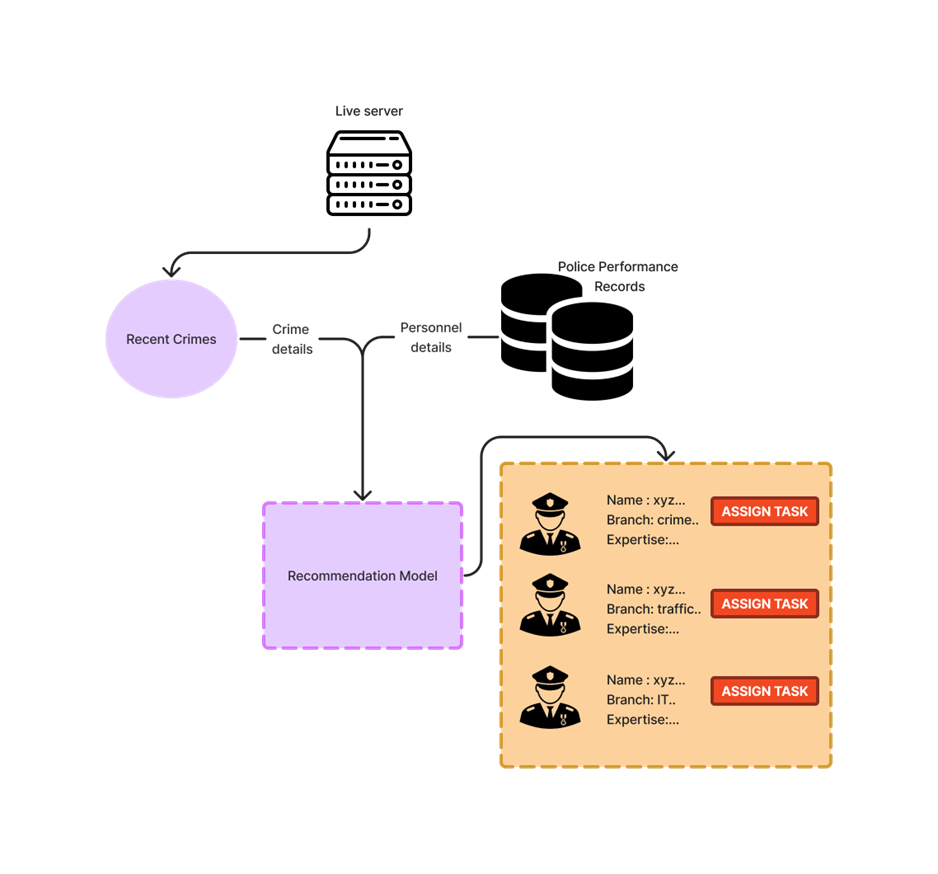 Live server
Police Performance
Records
Recent Crimes
Crime
details
Personnel
details
Recommendation Model
Name : xyz...
Branch: crime..
Expertise:...
ASSIGN TASK
Name : xyz...
Branch: traffic..
Expertise:...
ASSIGN TASK
Name : xyz...
Branch: IT..
Expertise:...
ASSIGN TASK